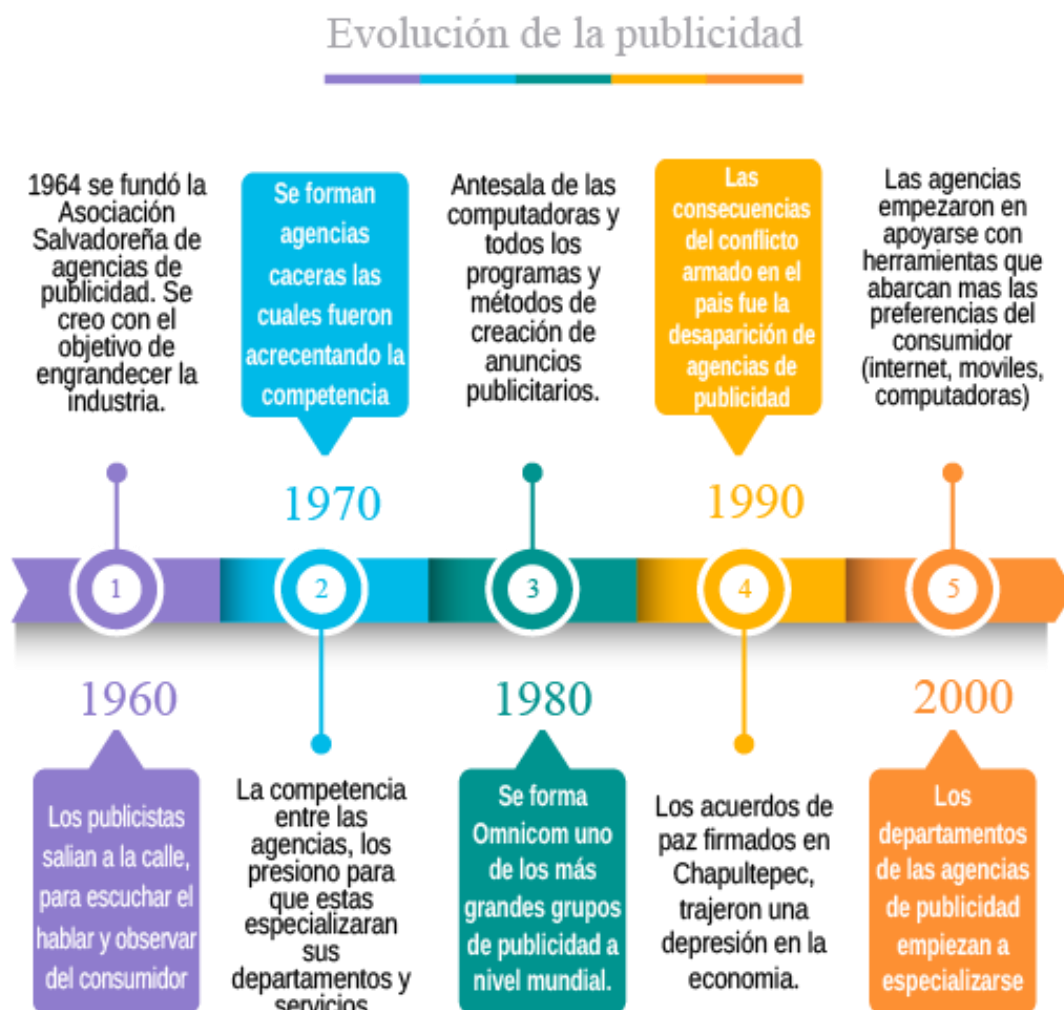 Evolución de la publicidad
1964 se fundó la
Asociación
Salvadoreña de
agencias de
publicidad. Se
creo con el
objetivo de
engrandecer la
industria.
Se forman
agencias
caceras las
cuales fueron
acrecentando la
competencia
Antesala de las
computadoras y
todos los
programas y
métodos de
creación de
anuncios
publicitarios.
Las
consecuencias
del conflicto
armado en el
pais fue la
desaparición de
agencias de
publicidad
Las agencias
empezaron en
apoyarse con
herramientas que
abarcan mas las
preferencias del
consumidor
(internet, moviles,
computadoras)
1970
1990
1
2
3
4
5
1960
1980
2000
Los publicistas
salian a la calle,
para escuchar el
hablar y observar
del consumidor
La competencia
entre las
agencias, los
presiono para
que estas
especializaran
sus
departamentos y
servicios
Se forma
Omnicom uno
de los más
grandes grupos
de publicidad a
nivel mundial.
Los acuerdos de
paz firmados en
Chapultepec,
trajeron una
depresión en la
economia.
Los
departamentos
de las agencias
de publicidad
empiezan a
especializarse